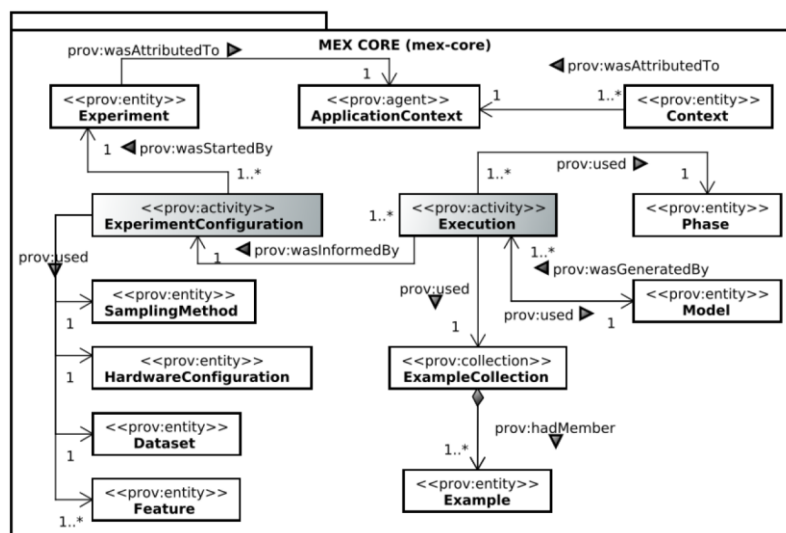 MEX CORE (mex-core)
prov:wasAttributedTo
prov:wasAttributedTo
1
1
1..*
<<prov:entity>>
Experiment
<<prov:agent>>
ApplicationContext
<<prov:entity>>
Context
1
prov:wasStartedBy
1..*
1..*
prov:used
1
<<prov:activity>>
ExperimentConfiguration
1..*
<<prov:activity>>
Execution
<<prov:entity>>
Phase
prov:used
1
prov:wasInformedBy
1..*
prov:wasGeneratedBy
<<prov:entity>>
SamplingMethod
1
prov:used
1
prov:used
1
<<prov:entity>>
Model
<<prov:entity>>
HardwareConfiguration
1
<<prov:collection>>
ExampleCollection
<<prov:entity>>
Dataset
1
prov:hadMember
1..*
<<prov:entity>>
Feature
1..*
<<prov:entity>>
Example